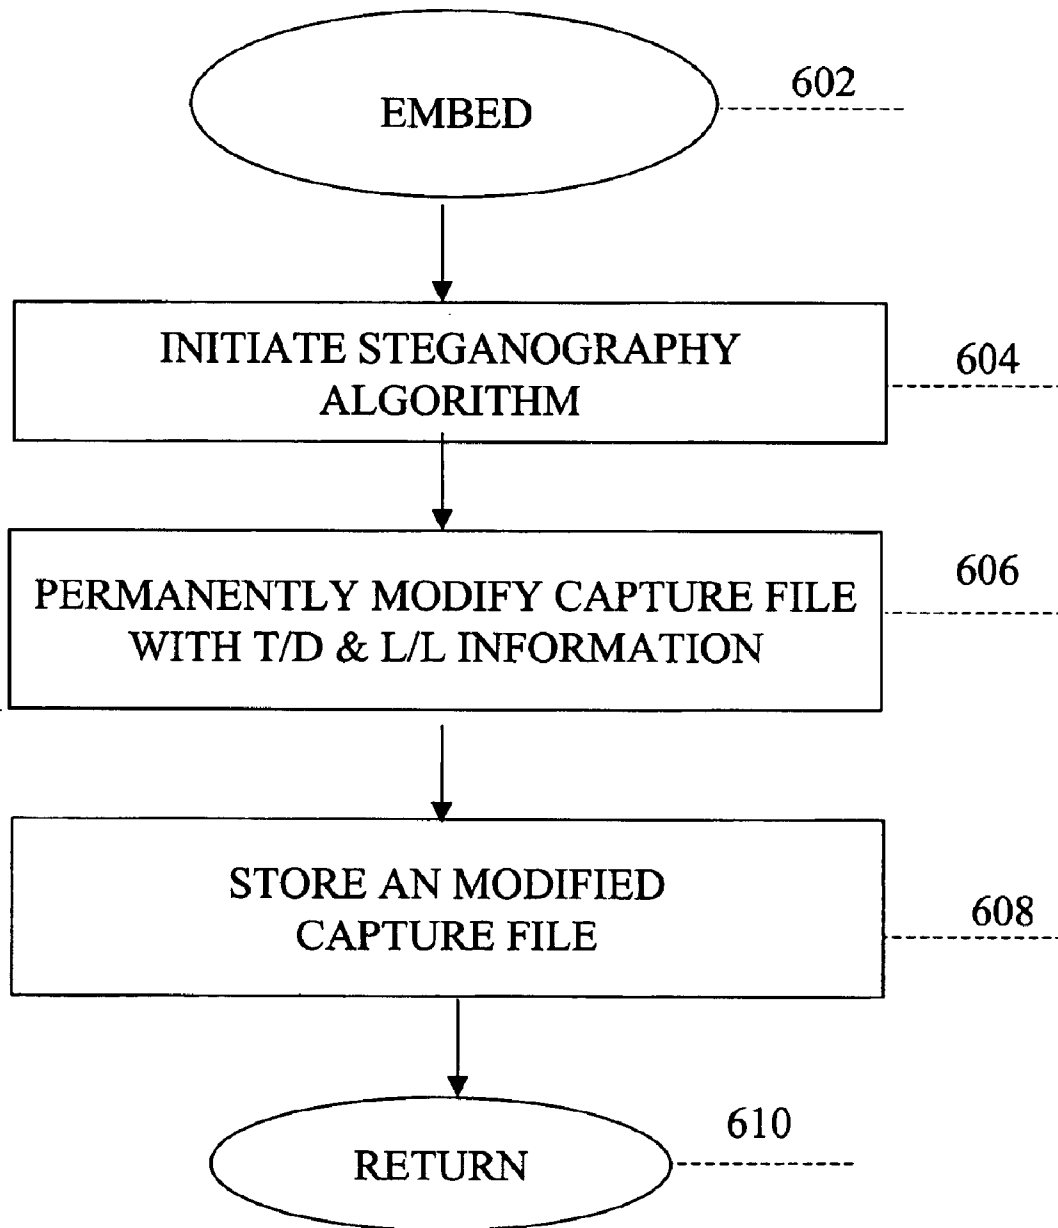 EMBED
602
INITIATE STEGANOGRAPHY
ALGORITHM
604
PERMANENTLY MODIFY CAPTURE FILE
WITH T/D & L/L INFORMATION
606
STORE AN MODIFIED
CAPTURE FILE
608
RETURN
610